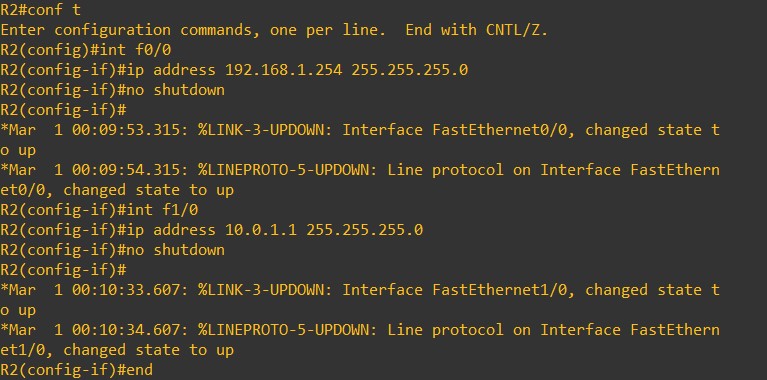 R2#conf t
Enter configuration commands, one per line.  End with CNTL/Z.
R2(config)#int f0/0
R2(config-if)#ip address 192.168.1.254 255.255.255.0
R2(config-if)#no shutdown
R2(config-if)#
*Mar  1 00:09:53.315: %LINK-3-UPDOWN: Interface FastEthernet0/0, changed state t
o up
*Mar  1 00:09:54.315: %LINEPROTO-5-UPDOWN: Line protocol on Interface FastEthern
et0/0, changed state to up
R2(config-if)#int f1/0
R2(config-if)#ip address 10.0.1.1 255.255.255.0
R2(config-if)#no shutdown
R2(config-if)#
*Mar  1 00:10:33.607: %LINK-3-UPDOWN: Interface FastEthernet1/0, changed state t
o up
*Mar  1 00:10:34.607: %LINEPROTO-5-UPDOWN: Line protocol on Interface FastEthern
et1/0, changed state to up
R2(config-if)#end